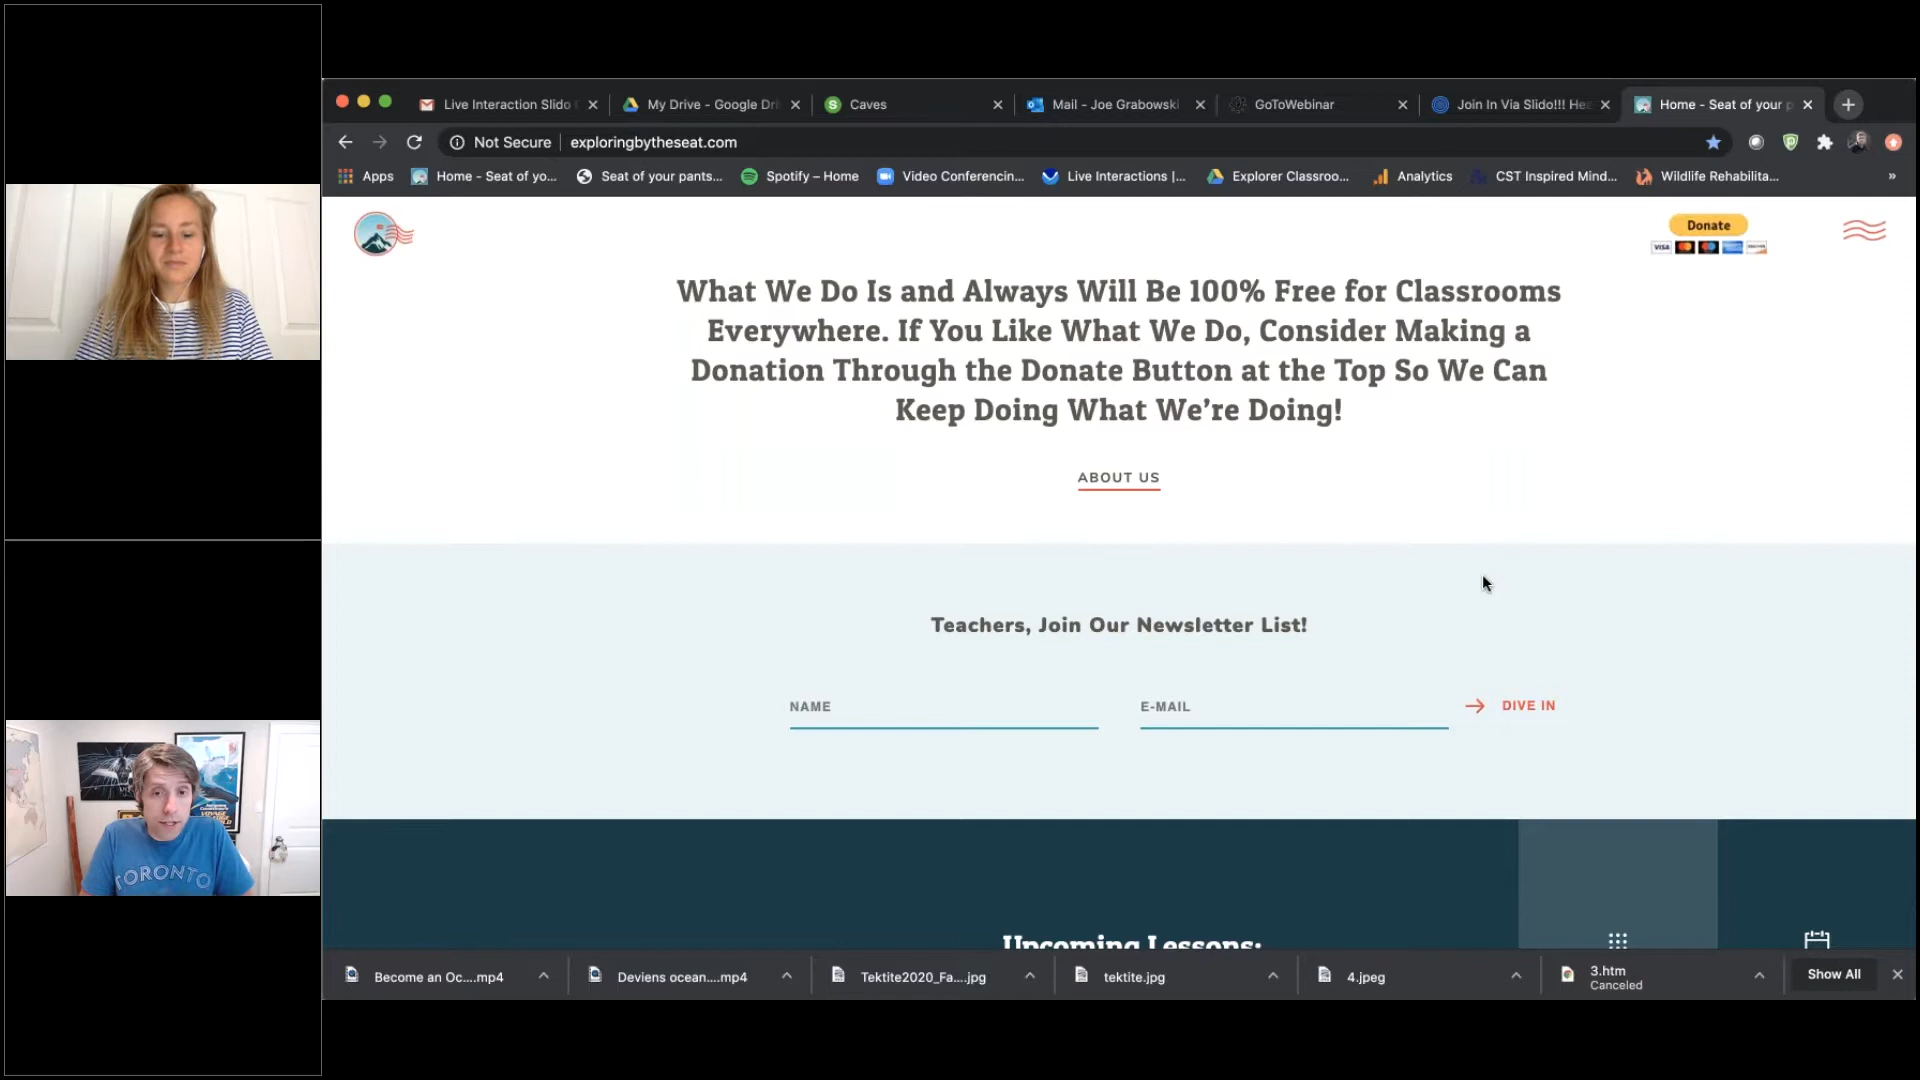 Live Interaction Slido
My Drive - Google Dri
Caves
Mail - Joe Grabowski
GoToWebinar
Join In Via Slido!!! Hea
Home - Seat of your p
Not Secure
exploringbytheseat.com
Apps
Home - Seat of yo...
Seat of your pants...
Spotify – Home
Video Conferencin...
Live Interactions |...
Explorer Classroo...
Analytics
CST Inspired Mind...
Wildlife Rehabilita...
»
Donate
VISA
What We Do Is and Always Will Be 100% Free for Classrooms
Everywhere. If You Like What We Do, Consider Making a
Donation Through the Donate Button at the Top So We Can
Keep Doing What We’re Doing!
ABOUT US
Teachers, Join Our Newsletter List!
NAME
E-MAIL
DIVE IN
TORONTO
Upcoming Lessons:
Become an Oc....mp4
Deviens ocean....mp4
Tektite2020_Fa....jpg
tektite.jpg
4.jpeg
3.htm
Canceled
Show All